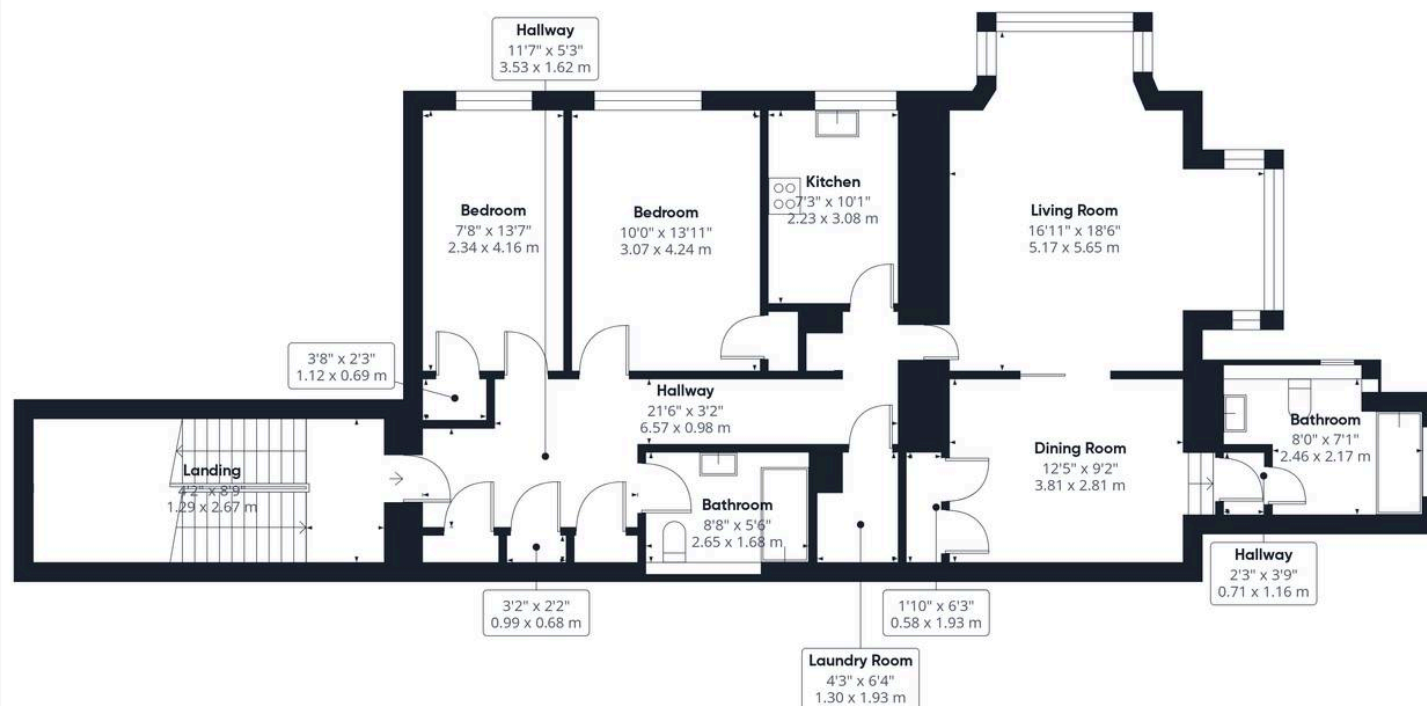 Hallway
11'7" x 5'3"
3.53 x 1.62 m
Bedroom
7'8" x 13'7"
2.34 x 4.16 m
Bedroom
10'0" x 13'11"
3.07 x 4.24 m
Kitchen
7'3" x 10'1"
2.23 x 3.08 m
Living Room
16'11" x 18'6"
5.17 x 5.65 m
3'8" x 2'3"
1.12 x 0.69 m
Hallway
21'6" x 3'2"
6.57 x 0.98 m
Landing
4'2" x 8'9"
1.29 x 2.67 m
Bathroom
8'8" x 5'6"
2.65 x 1.68 m
Dining Room
12'5" x 9'2"
3.81 x 2.81 m
Bathroom
8'0" x 7'1"
2.46 x 2.17 m
Hallway
2'3" x 3'9"
0.71 x 1.16 m
3'2" x 2'2"
0.99 x 0.68 m
1'10" x 6'3"
0.58 x 1.93 m
Laundry Room
4'3" x 6'4"
1.30 x 1.93 m